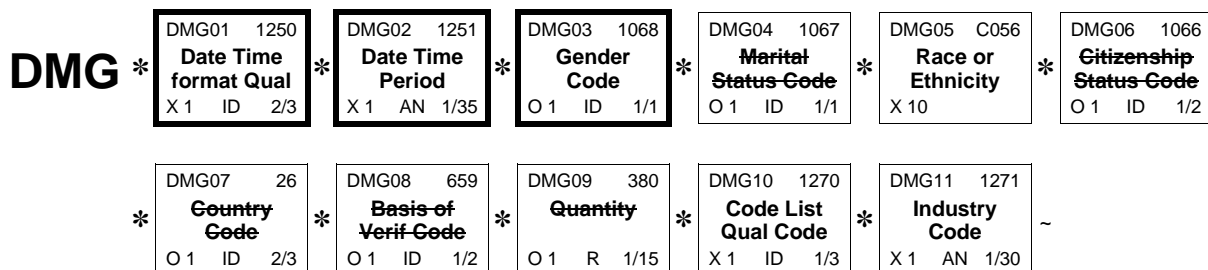 DMG01 1250 DMG02 1251 DMG03 1068 DMG04 1067 DMG05 C056 DMG06 1066
DMG * Date Time * Date Time * Gender * Marital * Race or * Citizenship
format Qual Period Code Status Code Ethnicity Status Code
X 1 ID 2/3 X 1 AN 1/35 O 1 ID 1/1 O 1 ID 1/1 X 10 O 1 ID 1/2
DMG07 26 DMG08 659 DMG09 380 DMG10 1270 DMG11 1271
* Country * Basis of * Quantity * Code List * Industry ~
Code Verif Code Qual Code Code
O 1 ID 2/3 O 1 ID 1/2 O 1 R 1/15 X 1 ID 1/3 X 1 AN 1/30